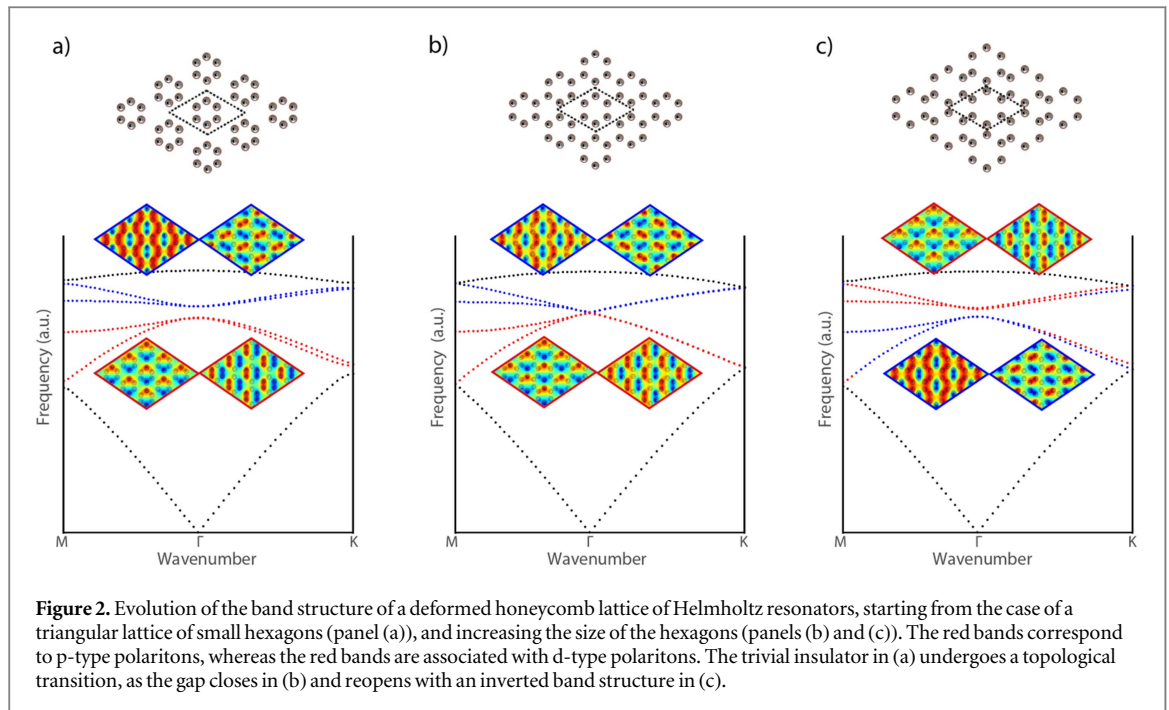 a)
b)
c)
Frequency (a.u.)
M
Γ
K
Wavenumber
Frequency (a.u.)
M
Γ
K
Wavenumber
Frequency (a.u.)
M
Γ
K
Wavenumber
Figure 2. Evolution of the band structure of a deformed honeycomb lattice of Helmholtz resonators, starting from the case of a
triangular lattice of small hexagons (panel (a)), and increasing the size of the hexagons (panels (b) and (c)). The red bands correspond
to p-type polaritons, whereas the red bands are associated with d-type polaritons. The trivial insulator in (a) undergoes a topological
transition, as the gap closes in (b) and reopens with an inverted band structure in (c).